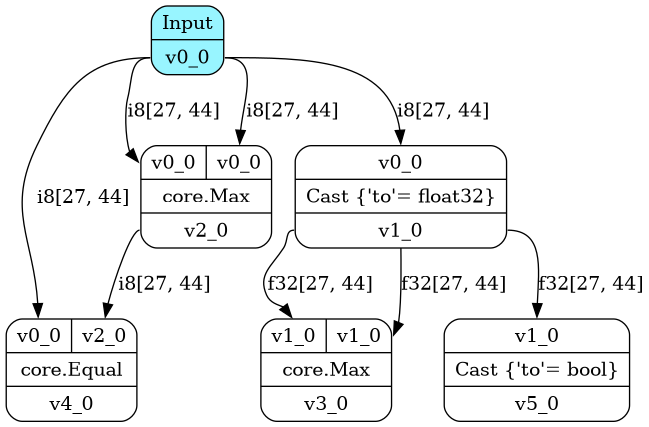 Input
v0_0
i8[27, 44]
i8[27, 44]
i8[27, 44]
v0_0 v0_0
core.Max
v2_0
v0_0
Cast {'to'= float32}
v1_0
i8[27, 44]
i8[27, 44]
f32[27, 44]
f32[27, 44]
f32[27, 44]
v0_0 v2_0
core.Equal
v4_0
v1_0 v1_0
core.Max
v3_0
v1_0
Cast {'to'= bool}
v5_0